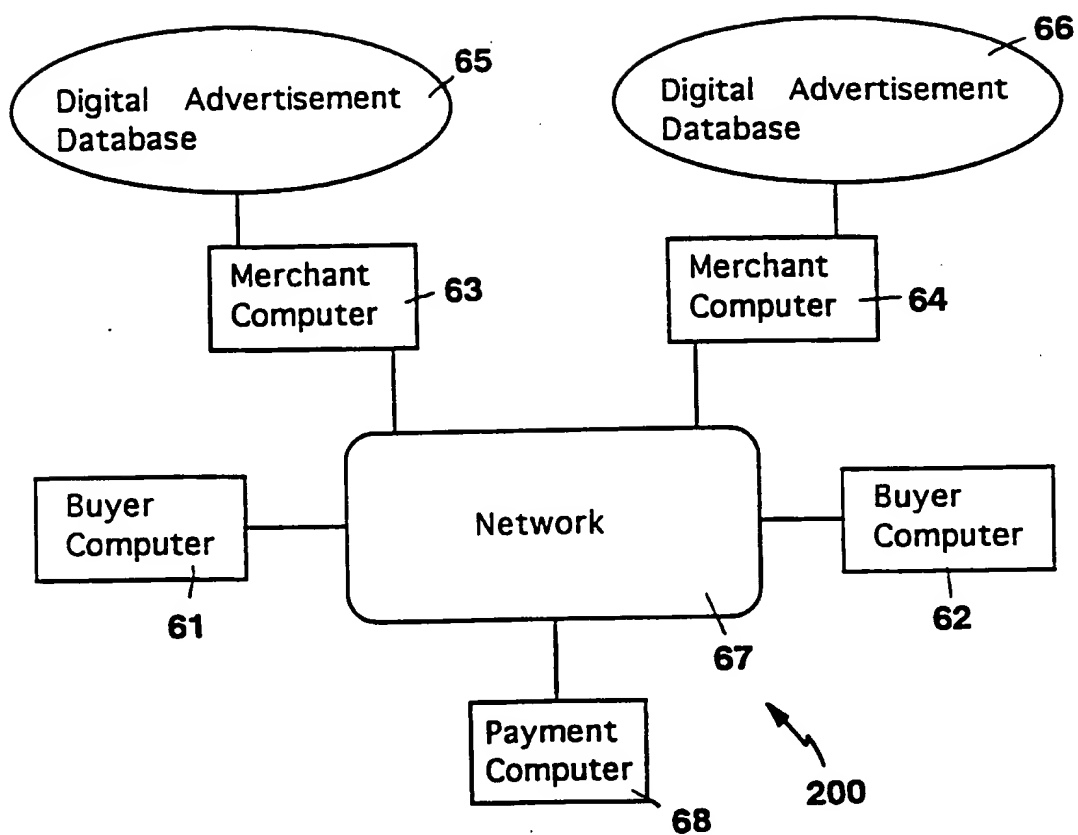 66
65
Digital Advertisement
Database
Digital Advertisement
Database
Merchant
Computer
63
Merchant
Computer
64
Buyer
Computer
61
Network
67
Buyer
Computer
62
Payment
Computer
68
200